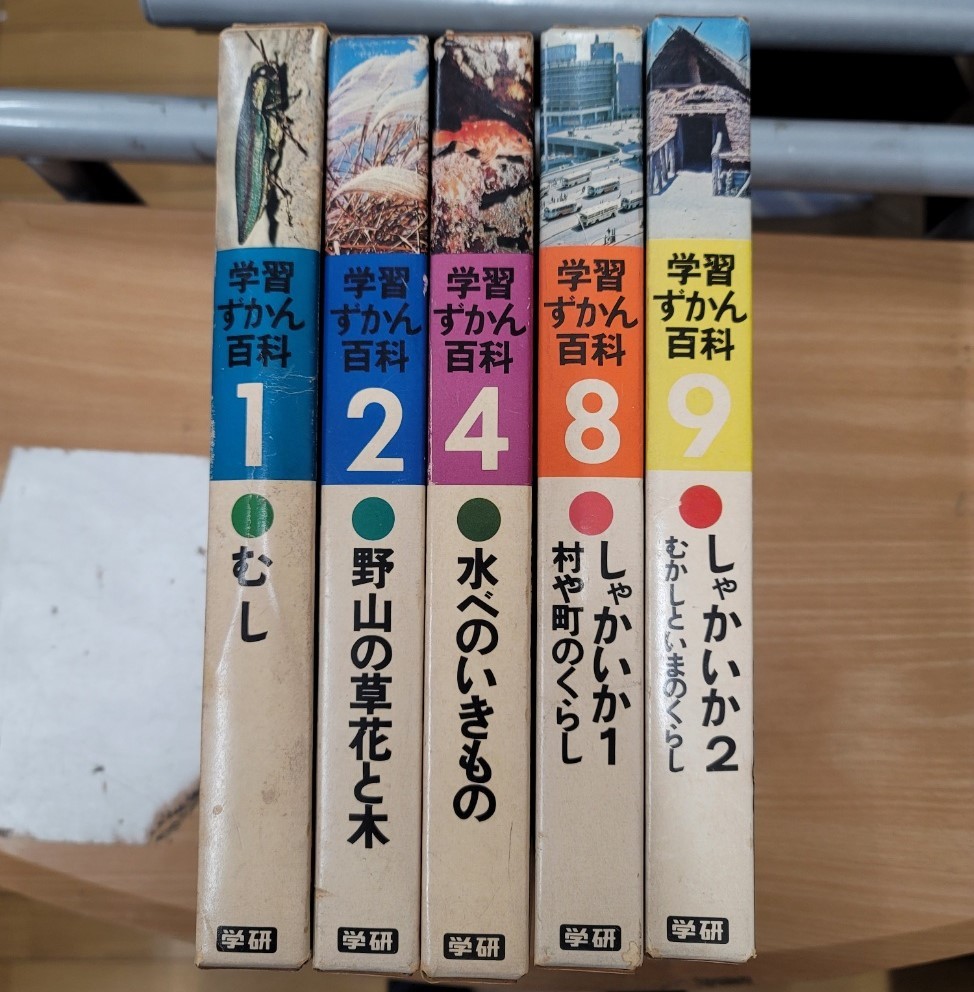 学習
ずかん
百科
1
むし
学研
学習
ずかん
百科
2
野山の草花と木
学研
学習
ずかん
百科
4
水べのいきもの
学研
学習
ずかん
百科
8
しゃかいか1
村や町のくらし
学研
学習
ずかん
百科
9
しゃかいか2
むかしといまのくらし
学研